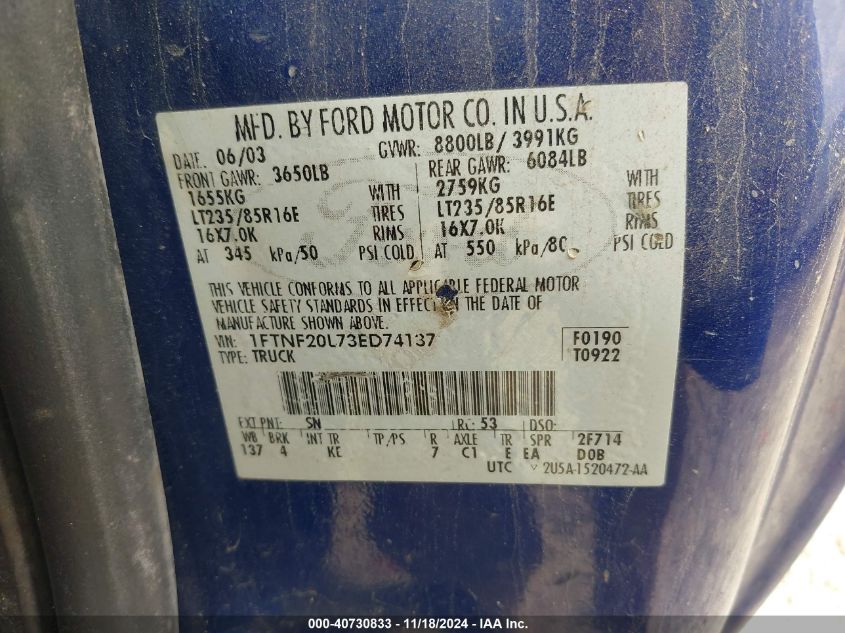 MFD. BY FORD MOTOR CO. IN U.S.A.
DATE: 06/03 GVWR: 8800LB/ 3991KG
FRONT GAWR: 3650LB REAR GAWR: 6084LB
1655KG WITH 2759KG WITH
LT235/85R16E TIRES LT235/85R16E TIRES
16X7.0K RIMS 16X7.0K RIMS
AT 345 kPa/50 PSI COLD AT 550 kPa/80 PSI COLD
THIS VEHICLE CONFORMS TO ALL APPLICABLE FEDERAL MOTOR
VEHICLE SAFETY STANDARDS IN EFFECT ON THE DATE OF
MANUFACTURE SHOWN ABOVE.
VIN: 1FTNF20L73ED74137 F0190
TYPE: TRUCK T0922
EXT PNT: SN RC: 53 DSO:
WB BRK INT TR TP/PS R AXLE TR SPR 2F714
137 4 KE 7 C1 E EA D0B
UTC 2U5A-1520472-AA
000-40730833 - 11/18/2024 - IAA Inc.